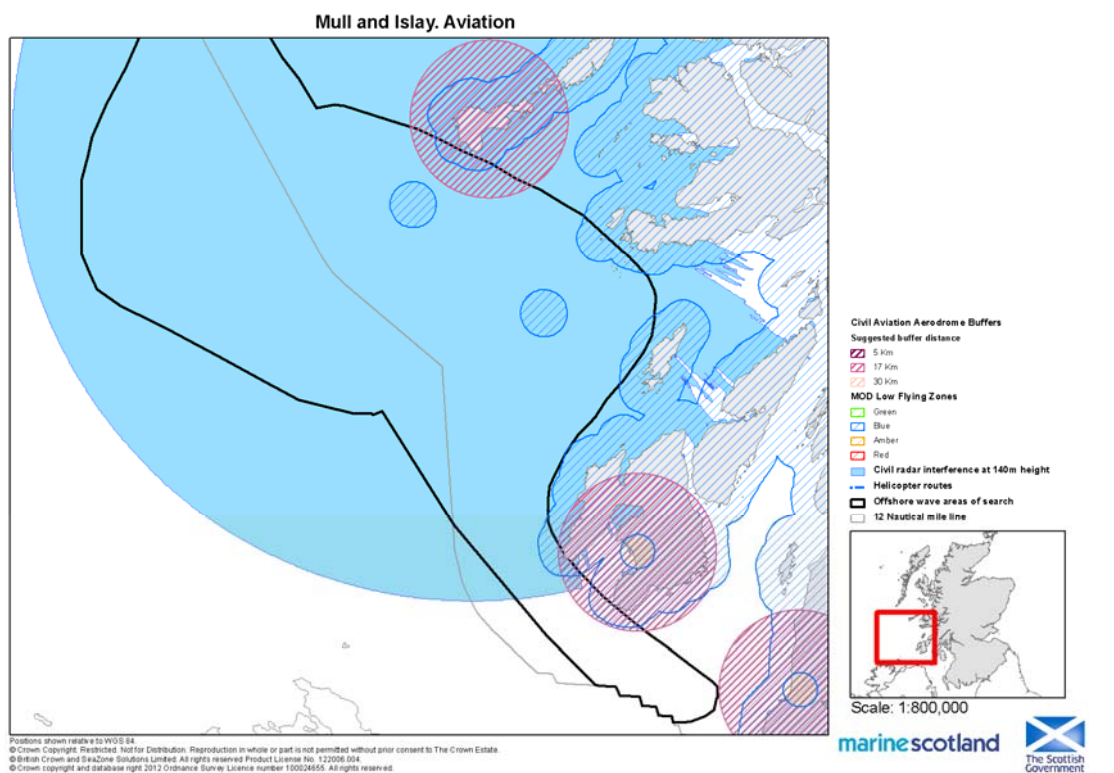 Mull and Islay. Aviation
Civil Aviation Aerodrome Buffers
Suggested buffer distance
5 Km
17 Km
30 Km
MOD Low Flying Zones
Green
Blue
Amber
Red
Civil radar interference at 140m height
Helicopter routes
Offshore wave areas of search
12 Nautical mile line
Scale: 1:800,000
Positions shown relative to WGS 84.
© Crown Copyright. Restricted. Not for Distribution. Reproduction in whole or part is not permitted without prior consent to The Crown Estate.
© British Crown and SeaZone Solutions Limited. All rights reserved Product License No. 122006.004.
© Crown copyright and database right 2012 Ordnance Survey Licence number 100024655. All rights reserved.
marinescotland
The Scottish
Government